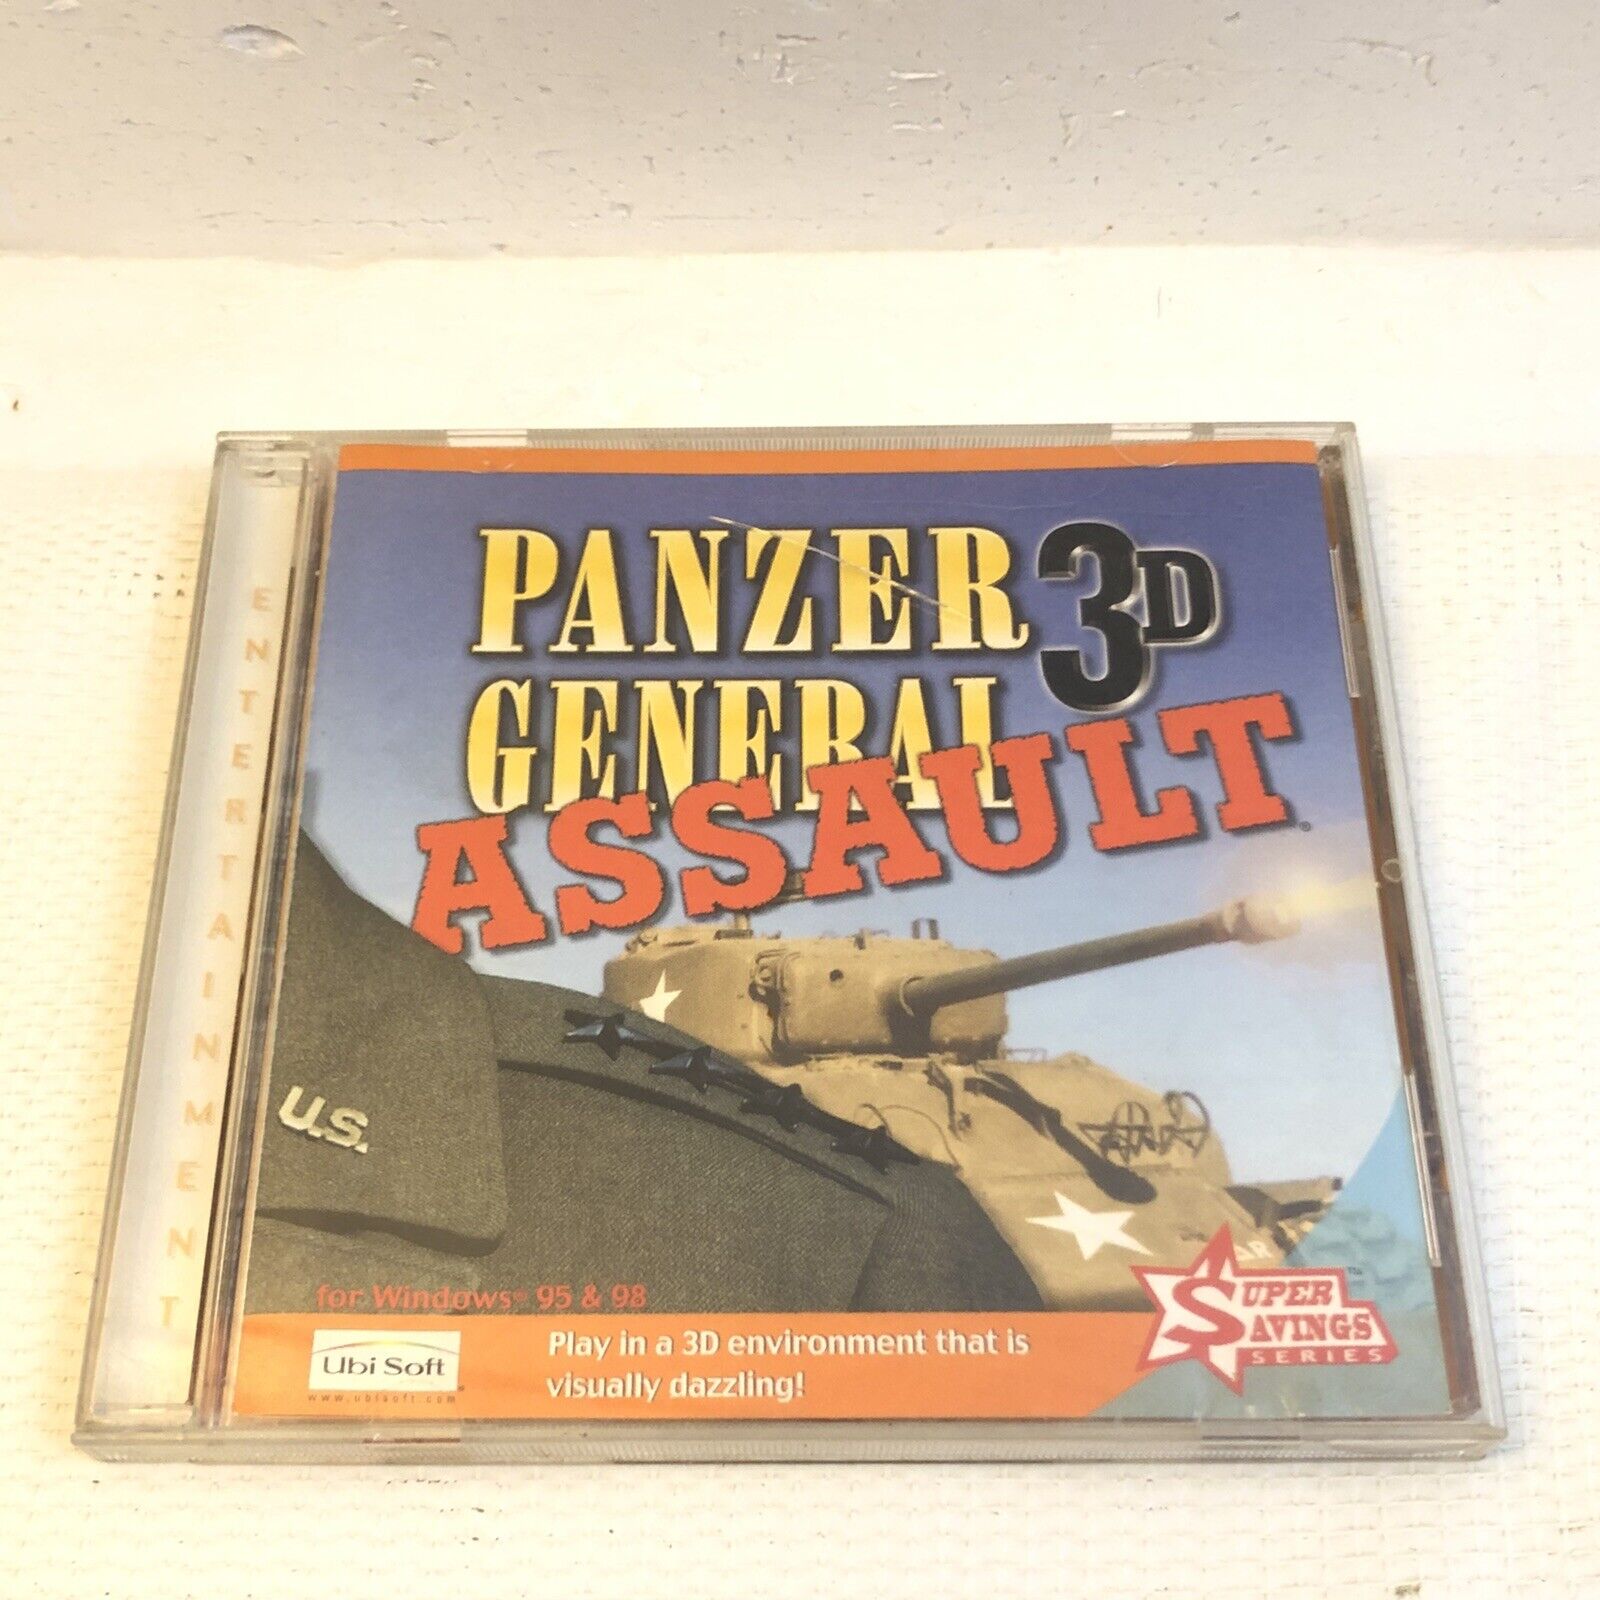 ENTERTAINMENT
PANZER 3D
GENERAL
ASSAULT
U.S.
for Windows® 95 & 98
Ubi Soft
www.ubisoft.com
Play in a 3D environment that is
visually dazzling!
SUPER
SAVINGS
SERIES